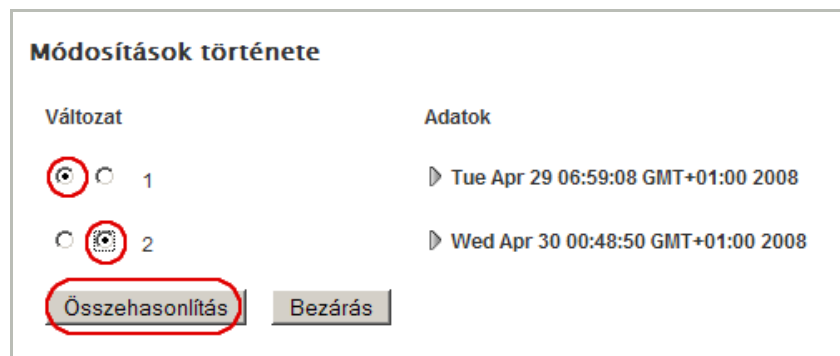 Módosítások története
Változat Adatok
1 Tue Apr 29 06:59:08 GMT+01:00 2008
2 Wed Apr 30 00:48:50 GMT+01:00 2008
Összehasonlítás Bezárás